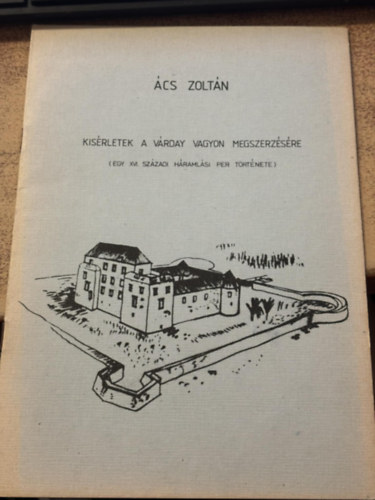 ÁCS ZOLTÁN
KISÉRLETEK A VÁRDAY VAGYON MEGSZERZÉSÉRE
(EGY XVI. SZÁZADI HÁRAMLÁSI PER TÖRTÉNETE)